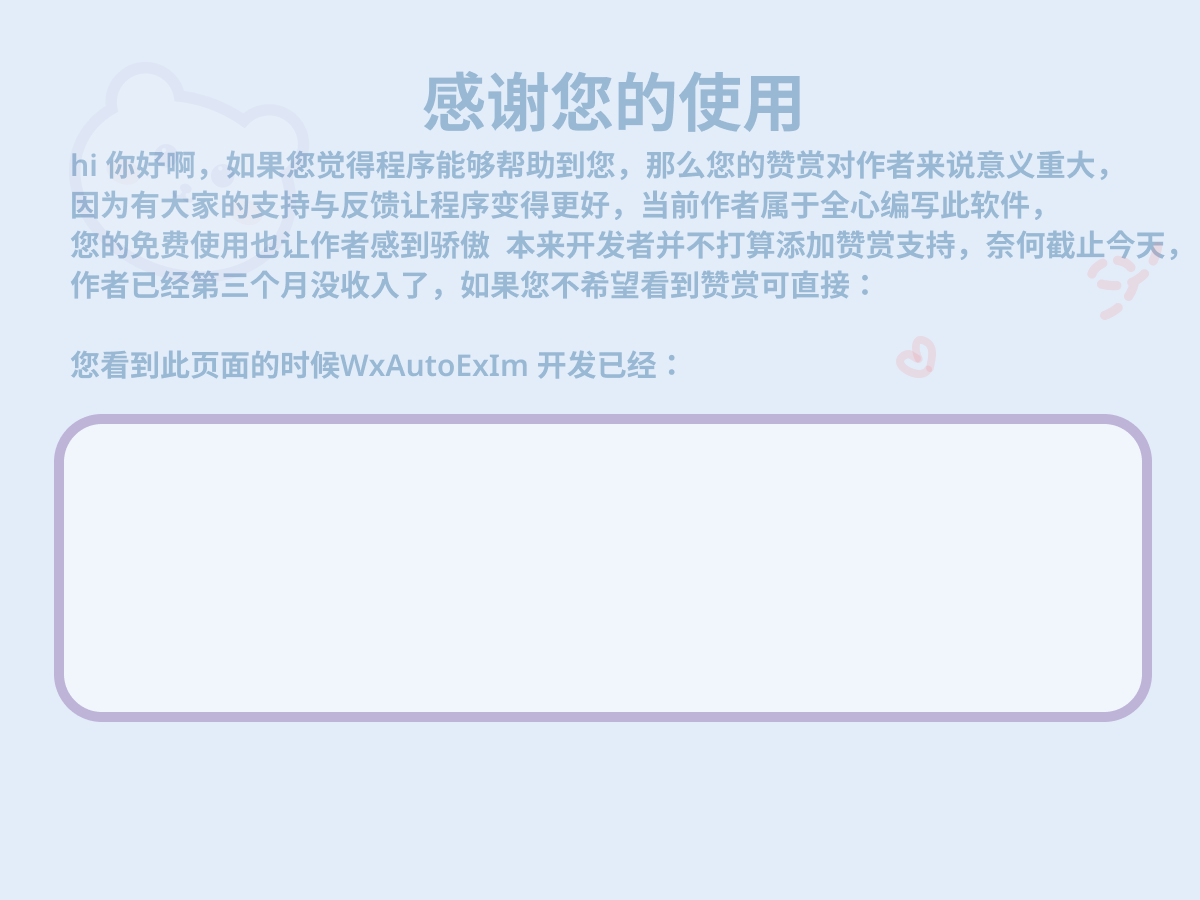 感谢您的使用
hi 你好啊，如果您觉得程序能够帮助到您，那么您的赞赏对作者来说意义重大，
因为有大家的支持与反馈让程序变得更好，当前作者属于全心编写此软件，
您的免费使用也让作者感到骄傲  本来开发者并不打算添加赞赏支持，奈何截止今天，
作者已经第三个月没收入了，如果您不希望看到赞赏可直接：
您看到此页面的时候WxAutoExIm 开发已经：